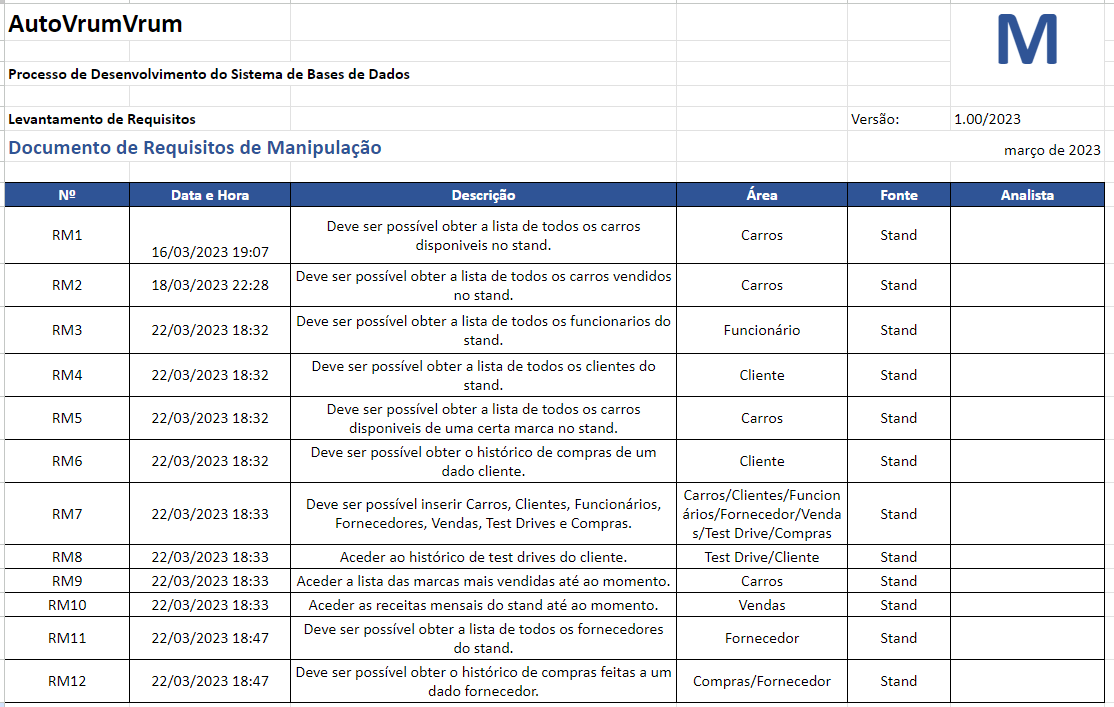 AutoVrumVrum
M
Processo de Desenvolvimento do Sistema de Bases de Dados
Levantamento de Requisitos
Versão:
1.00/2023
Documento de Requisitos de Manipulação
março de 2023
Nº
Data e Hora
Descrição
Área
Fonte
Analista
RM1
16/03/2023 19:07
Deve ser possível obter a lista de todos os carros
disponiveis no stand.
Carros
Stand
RM2
18/03/2023 22:28
Deve ser possível obter a lista de todos os carros vendidos
no stand.
Carros
Stand
RM3
22/03/2023 18:32
Deve ser possível obter a lista de todos os funcionarios do
stand.
Funcionário
Stand
RM4
22/03/2023 18:32
Deve ser possível obter a lista de todos os clientes do
stand.
Cliente
Stand
RM5
22/03/2023 18:32
Deve ser possível obter a lista de todos os carros
disponiveis de uma certa marca no stand.
Carros
Stand
RM6
22/03/2023 18:32
Deve ser possível obter o histórico de compras de um
dado cliente.
Cliente
Stand
RM7
22/03/2023 18:33
Deve ser possível inserir Carros, Clientes, Funcionários,
Fornecedores, Vendas, Test Drives e Compras.
Carros/Clientes/Funcion
ários/Fornecedor/Venda
s/Test Drive/Compras
Stand
RM8
22/03/2023 18:33
Aceder ao histórico de test drives do cliente.
Test Drive/Cliente
Stand
RM9
22/03/2023 18:33
Aceder a lista das marcas mais vendidas até ao momento.
Carros
Stand
RM10
22/03/2023 18:33
Aceder as receitas mensais do stand até ao momento.
Vendas
Stand
RM11
22/03/2023 18:47
Deve ser possível obter a lista de todos os fornecedores
do stand.
Fornecedor
Stand
RM12
22/03/2023 18:47
Deve ser possível obter o histórico de compras feitas a um
dado fornecedor.
Compras/Fornecedor
Stand